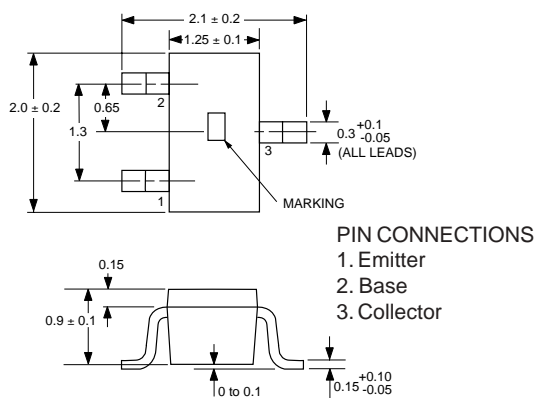 2.1 ± 0.2
1.25 ± 0.1
2.0 ± 0.2
0.65
2
1.3
0.3 +0.1 -0.05
3
(ALL LEADS)
1
MARKING
PIN CONNECTIONS
1. Emitter
2. Base
3. Collector
0.15
0.9 ± 0.1
0 to 0.1
0.15 +0.10 -0.05